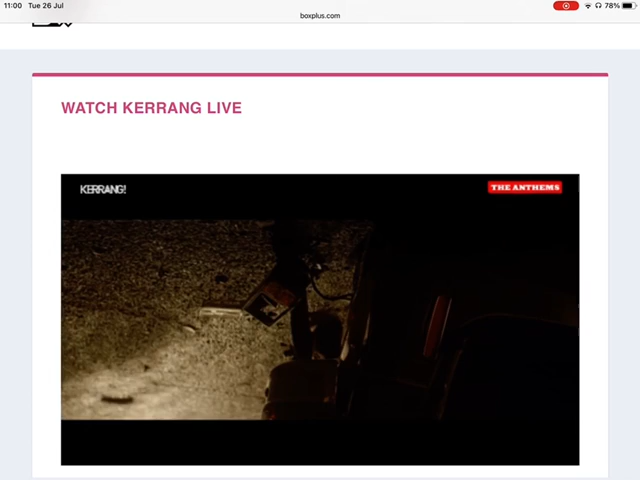 11:00 Tue 26 Jul
78%
boxplus.com
WATCH KERRANG LIVE
KERRANG!
THE ANTHEMS